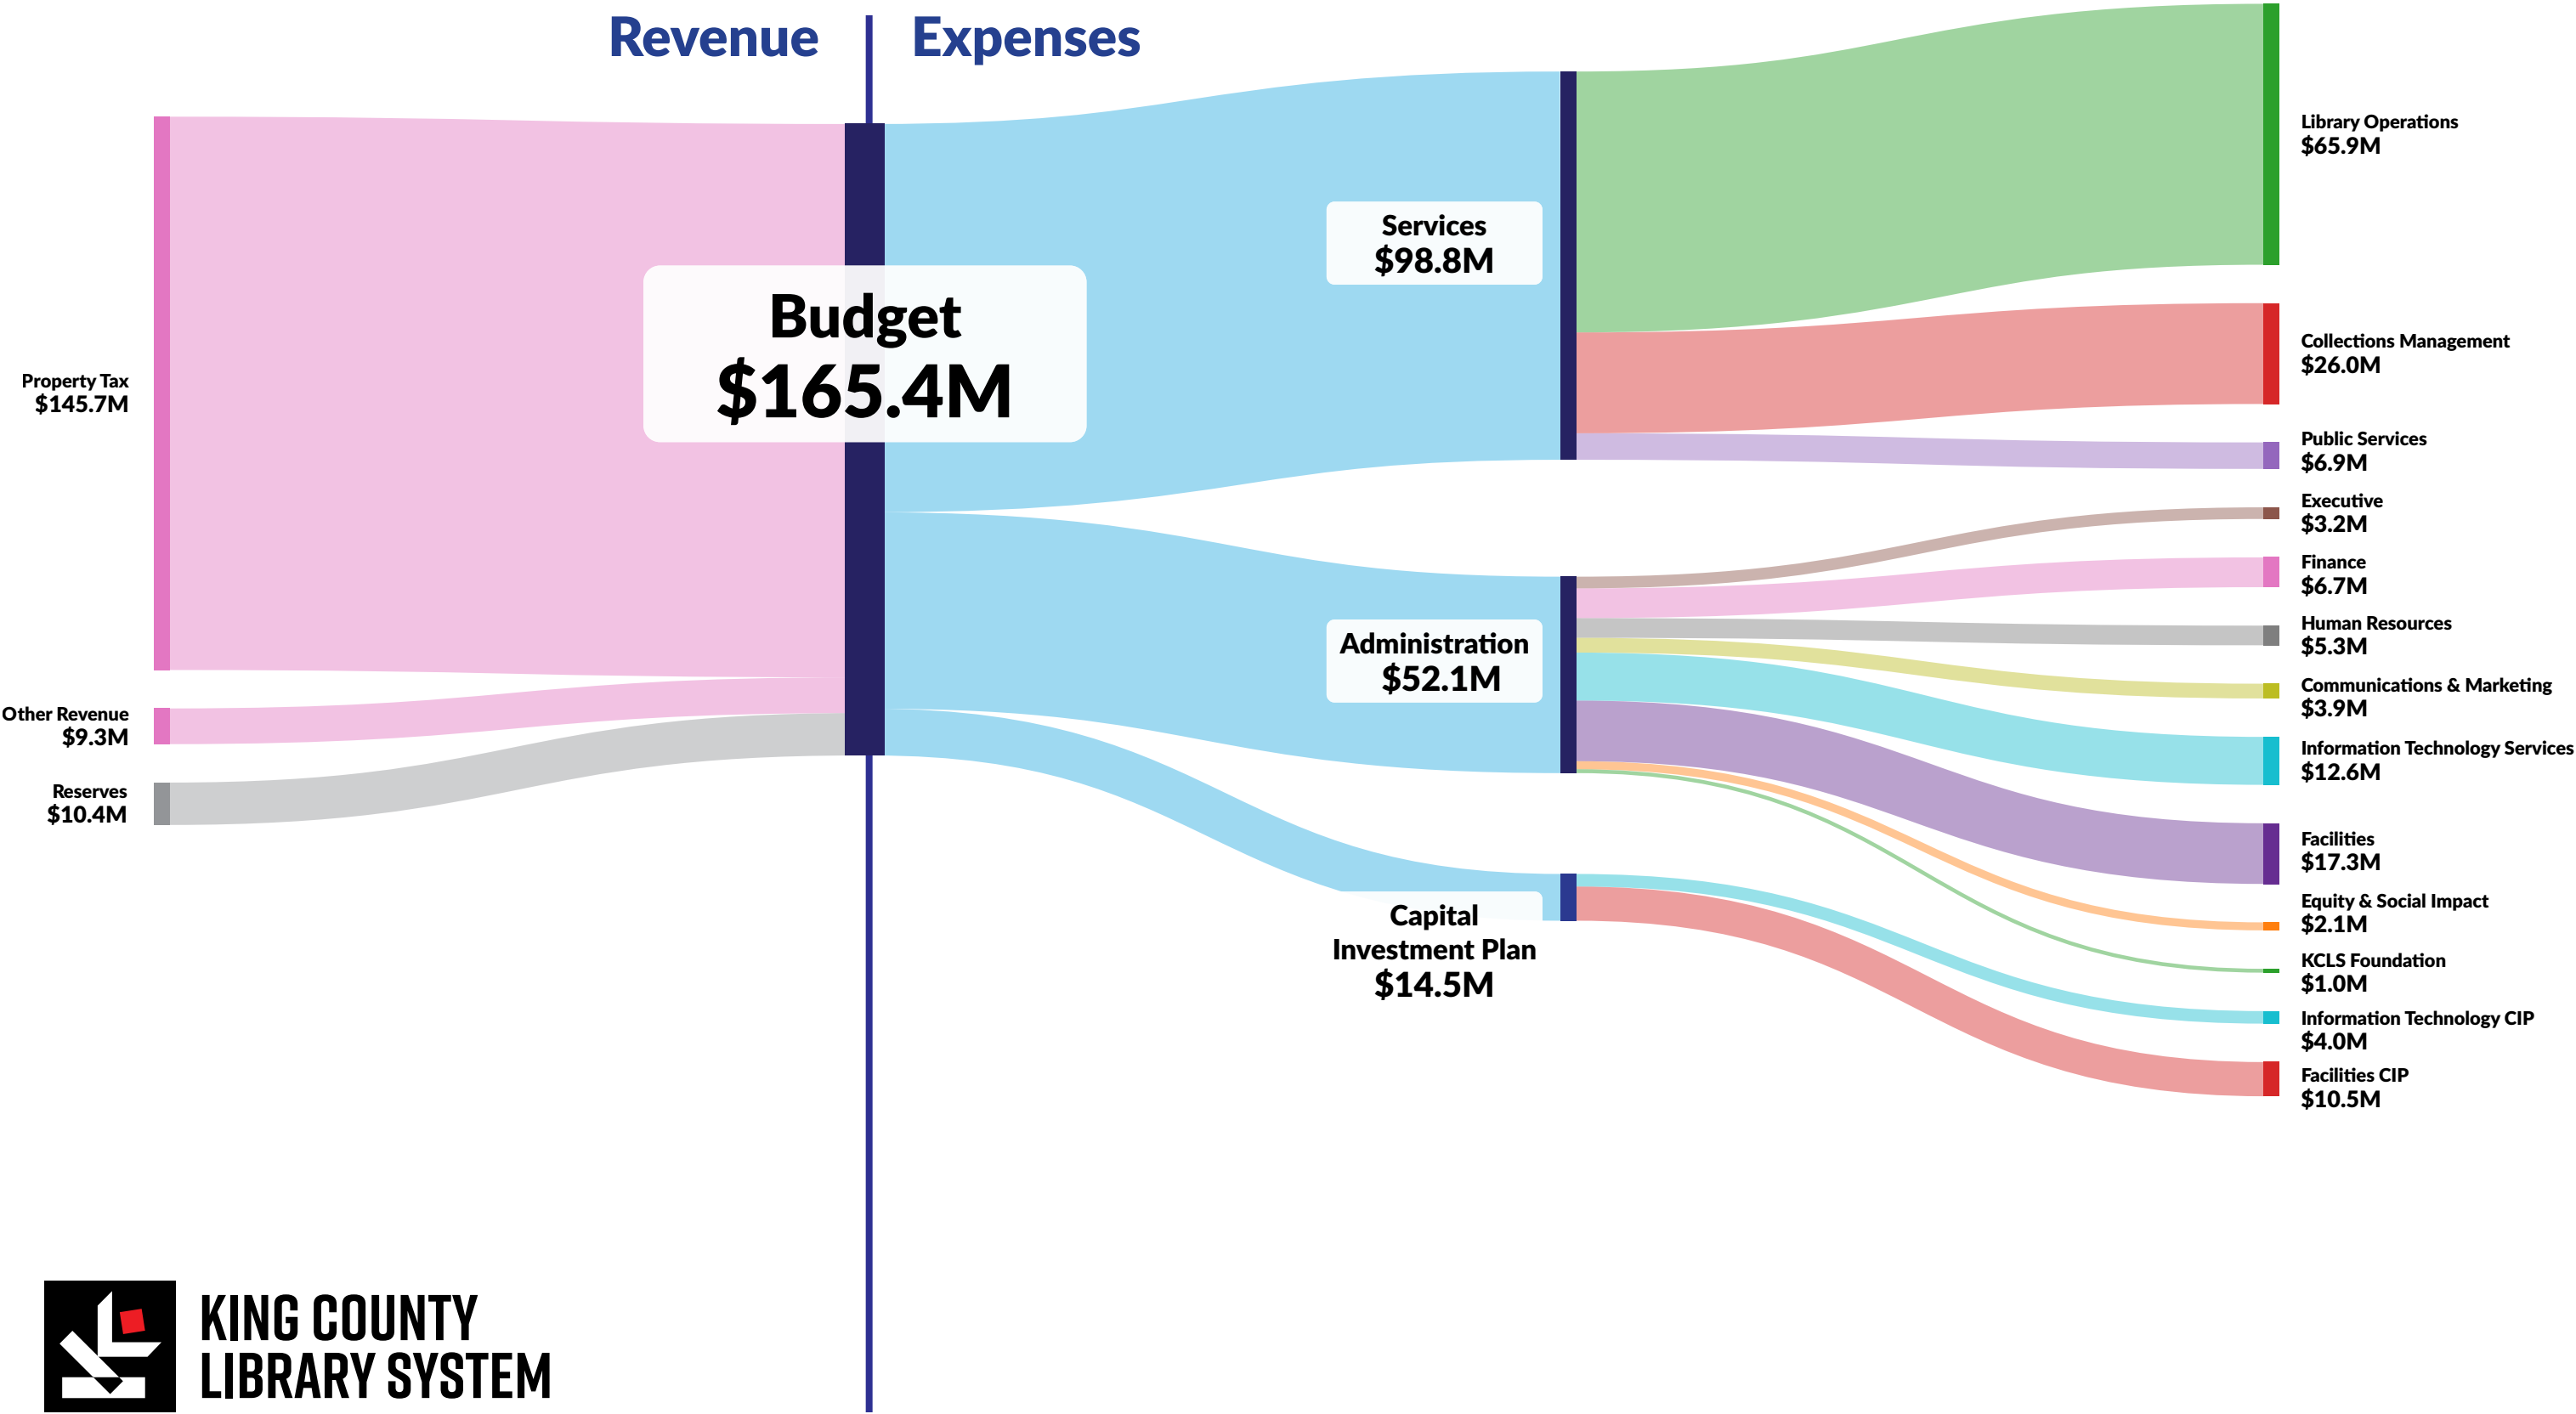 Revenue
Expenses
Property Tax
$145.7M
Other Revenue
$9.3M
Reserves
$10.4M
Budget
$165.4M
Services
$98.8M
Administration
$52.1M
Capital
Investment Plan
$14.5M
Library Operations
$65.9M
Collections Management
$26.0M
Public Services
$6.9M
Executive
$3.2M
Finance
$6.7M
Human Resources
$5.3M
Communications & Marketing
$3.9M
Information Technology Services
$12.6M
Facilities
$17.3M
Equity & Social Impact
$2.1M
KCLS Foundation
$1.0M
Information Technology CIP
$4.0M
Facilities CIP
$10.5M
KING COUNTY
LIBRARY SYSTEM